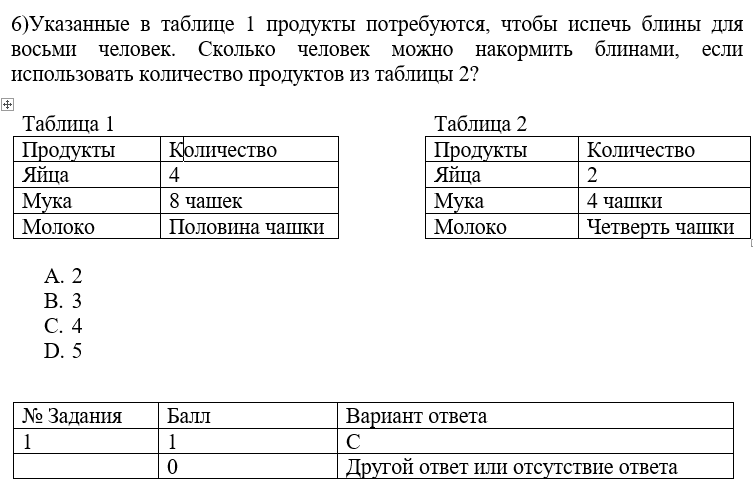 6)Указанные в таблице 1 продукты потребуются, чтобы испечь блины для
восьми человек. Сколько человек можно накормить блинами, если
использовать количество продуктов из таблицы 2?
Таблица 1
Продукты Количество
Яйца 4
Мука 8 чашек
Молоко Половина чашки
Таблица 2
Продукты Количество
Яйца 2
Мука 4 чашки
Молоко Четверть чашки
A. 2
B. 3
C. 4
D. 5
№ Задания Балл Вариант ответа
1 1 C
0 Другой ответ или отсутствие ответа